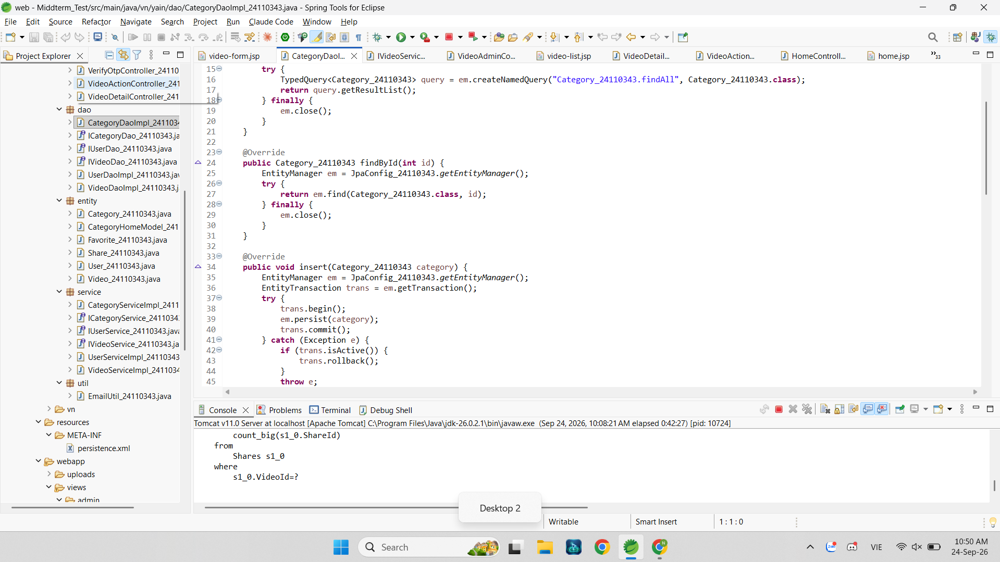 web - Middterm_Test/src/main/java/vn/yain/dao/CategoryDaoImpl_24110343.java - Spring Tools for Eclipse
File Edit Source Refactor Navigate Search Project Run Claude Code Window Help
Project Explorer
VerifyOtpController_24110
VideoActionController_241
VideoDetailController_241
dao
CategoryDaoImpl_2411034
ICategoryDao_24110343.ja
IUserDao_24110343.java
IVideoDao_24110343.java
UserDaoImpl_24110343.jav
VideoDaoImpl_24110343.j
entity
Category_24110343.java
CategoryHomeModel_241
Favorite_24110343.java
Share_24110343.java
User_24110343.java
Video_24110343.java
service
CategoryServiceImpl_2411
ICategoryService_2411034
IUserService_24110343.java
IVideoService_24110343.ja
UserServiceImpl_24110343
VideoServiceImpl_2411034
util
EmailUtil_24110343.java
vn
resources
META-INF
persistence.xml
webapp
uploads
views
admin
video-form.jsp CategoryDaoI... IVideoServic... VideoAdminCo... video-list.jsp VideoDetail... VideoAction... HomeControll... home.jsp »33
15 try {
16 TypedQuery<Category_24110343> query = em.createNamedQuery("Category_24110343.findAll", Category_24110343.class);
17 return query.getResultList();
18 } finally {
19 em.close();
20 }
21 }
22
23 @Override
24 public Category_24110343 findById(int id) {
25 EntityManager em = JpaConfig_24110343.getEntityManager();
26 try {
27 return em.find(Category_24110343.class, id);
28 } finally {
29 em.close();
30 }
31 }
32
33 @Override
34 public void insert(Category_24110343 category) {
35 EntityManager em = JpaConfig_24110343.getEntityManager();
36 EntityTransaction trans = em.getTransaction();
37 try {
38 trans.begin();
39 em.persist(category);
40 trans.commit();
41 } catch (Exception e) {
42 if (trans.isActive()) {
43 trans.rollback();
44 }
45 throw e;
Console Problems Terminal Debug Shell
Tomcat v11.0 Server at localhost [Apache Tomcat] C:\Program Files\Java\jdk-26.0.2.1\bin\javaw.exe (Sep 24, 2026, 10:08:21 AM elapsed 0:42:27) [pid: 10724]
count_big(s1_0.ShareId)
from
Shares s1_0
where
s1_0.VideoId=?
Desktop 2
Writable Smart Insert 1 : 1 : 0
Search
Zalo
N
VIE
10:50 AM
24-Sep-26